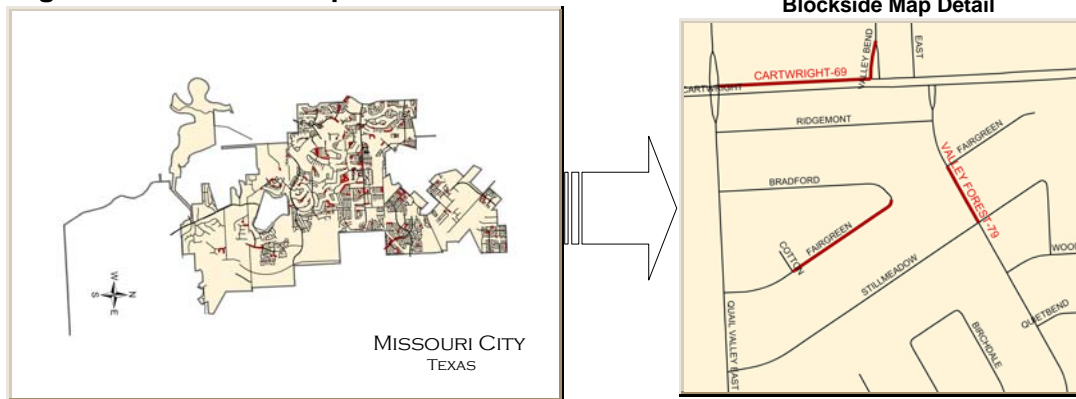 Blockside Map Detail
W
S
N
E
MISSOURI CITY
TEXAS
CARTWRIGHT-69
VALLEY BEND
EAST
CARTWRIGHT
RIDGEMONT
FAIRGREEN
VALLEY FOREST-79
BRADFORD
COTTON
FAIRGREEN
STILLMEADOW
QUAIL VALLEY EAST
BIRCHDALE
QUIETBEND